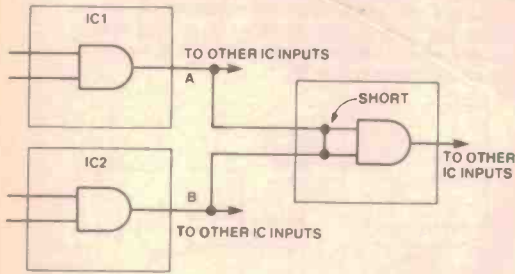 IC1
TO OTHER IC INPUTS
A
SHORT
TO OTHER
IC INPUTS
IC2
B
TO OTHER IC INPUTS